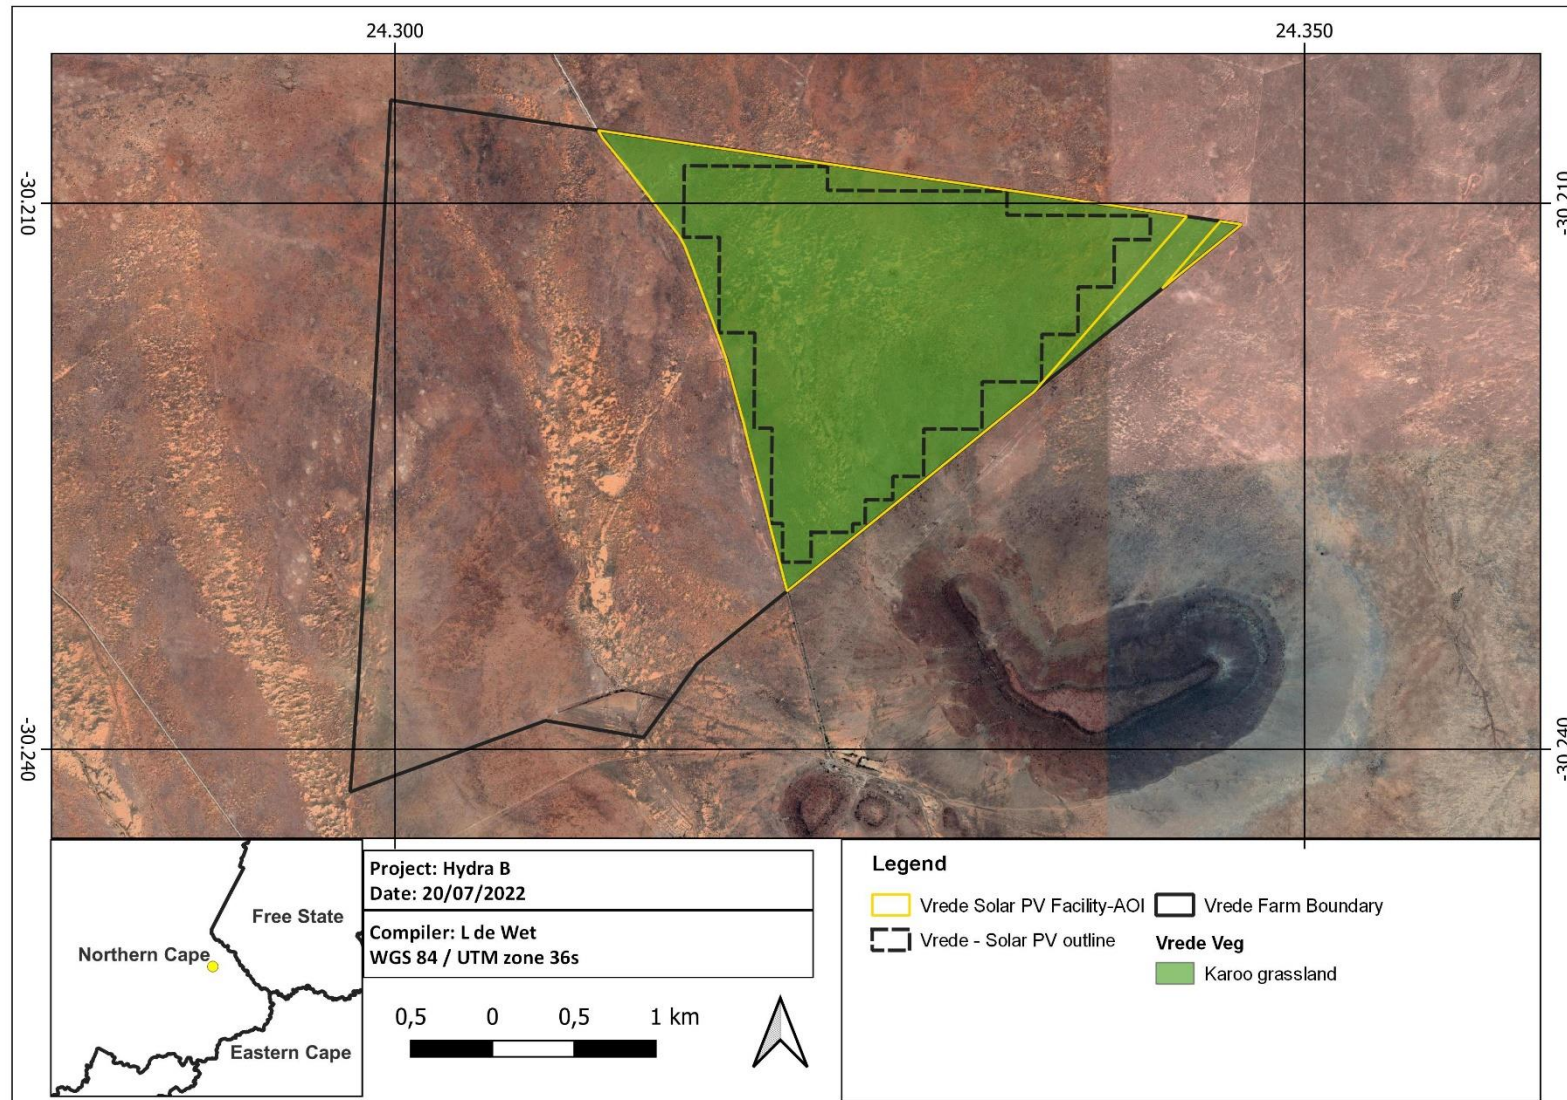 24.300
24.350
-30.210
-30.210
-30.240
-30.240
Free State
Northern Cape
Eastern Cape
Project: Hydra B
Date: 20/07/2022
Compiler: L de Wet
WGS 84 / UTM zone 36s
0,5 0 0,5 1 km
Legend
Vrede Solar PV Facility-AOI
Vrede - Solar PV outline
Vrede Farm Boundary
Vrede Veg
Karoo grassland